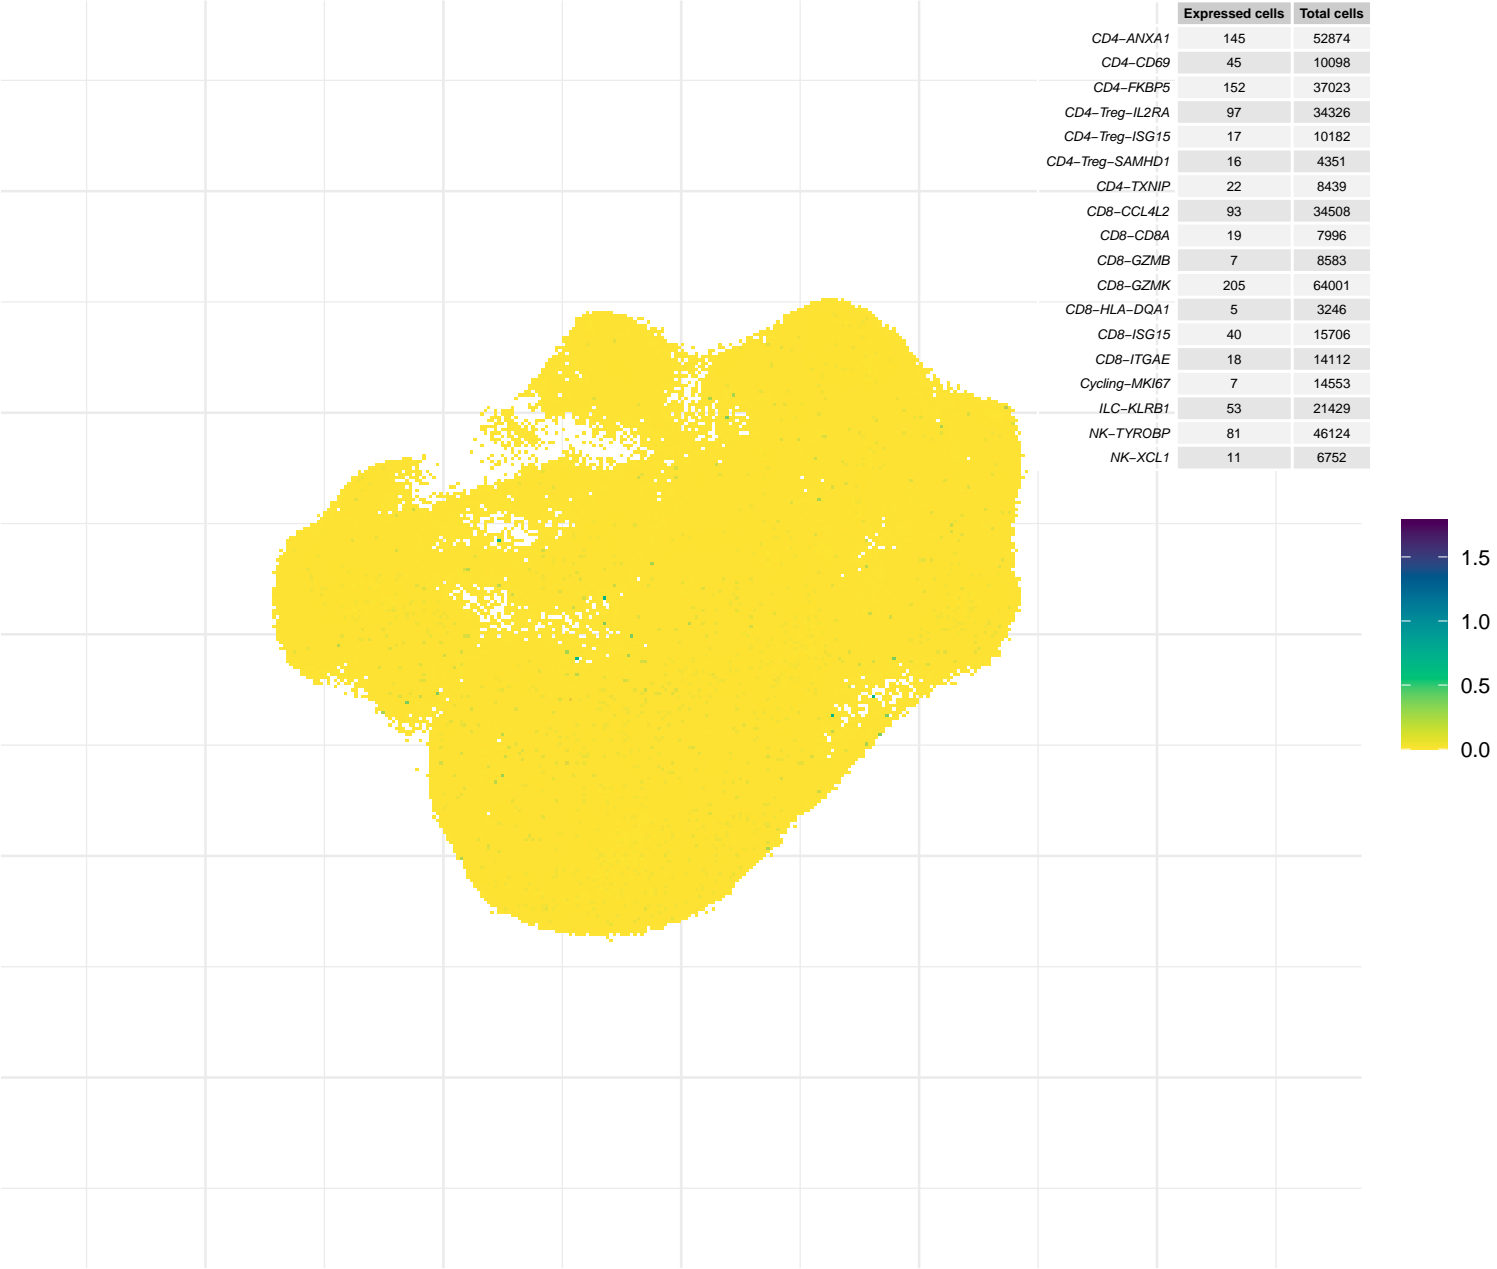 Expressed cells Total cells
CD4−ANXA1 145 52874
CD4−CD69 45 10098
CD4−FKBP5 152 37023
CD4−Treg−IL2RA 97 34326
CD4−Treg−ISG15 17 10182
CD4−Treg−SAMHD1 16 4351
CD4−TXNIP 22 8439
CD8−CCL4L2 93 34508
CD8−CD8A 19 7996
CD8−GZMB 7 8583
CD8−GZMK 205 64001
CD8−HLA−DQA1 5 3246
CD8−ISG15 40 15706
CD8−ITGAE 18 14112
Cycling−MKI67 7 14553
ILC−KLRB1 53 21429
NK−TYROBP 81 46124
NK−XCL1 11 6752
1.5
1.0
0.5
0.0